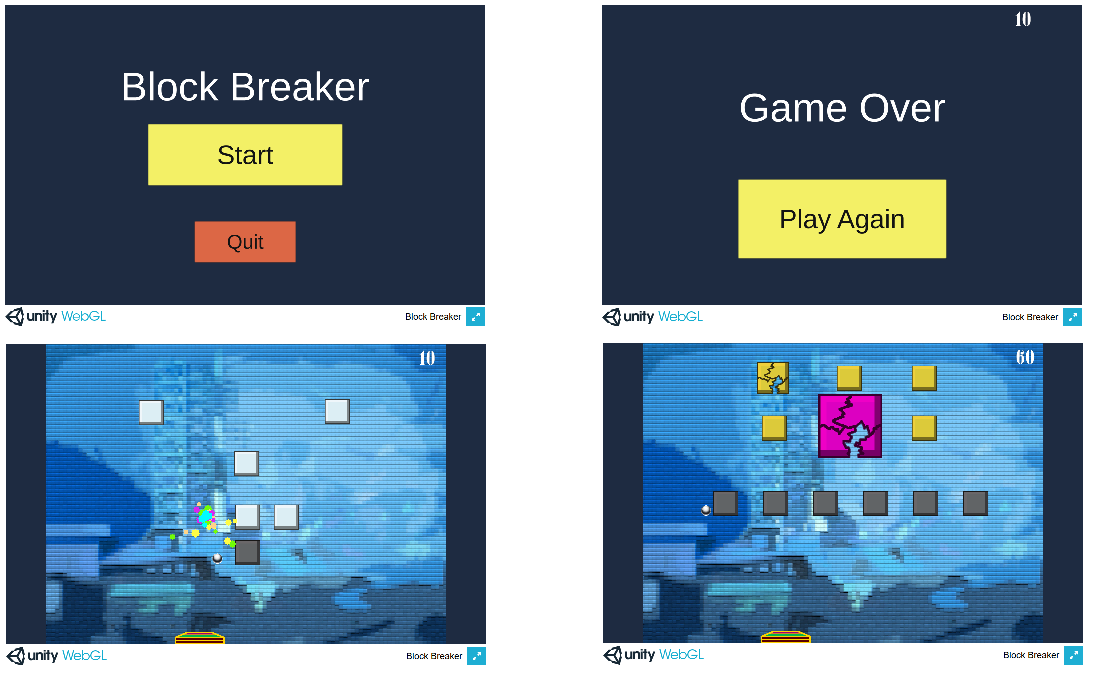 Block Breaker
Start
Quit
unity WebGL
Block Breaker
10
Game Over
Play Again
unity WebGL
Block Breaker
10
unity WebGL
Block Breaker
60
unity WebGL
Block Breaker